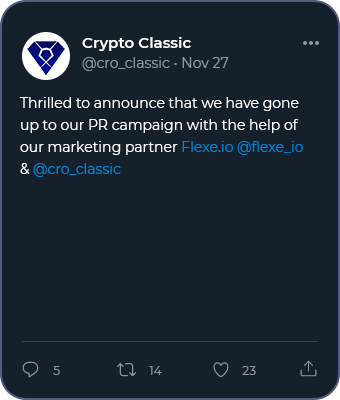 Crypto Classic
@cro_classic · Nov 27
Thrilled to announce that we have gone
up to our PR campaign with the help of
our marketing partner Flexe.io @flexe_io
& @cro_classic
5 14 23